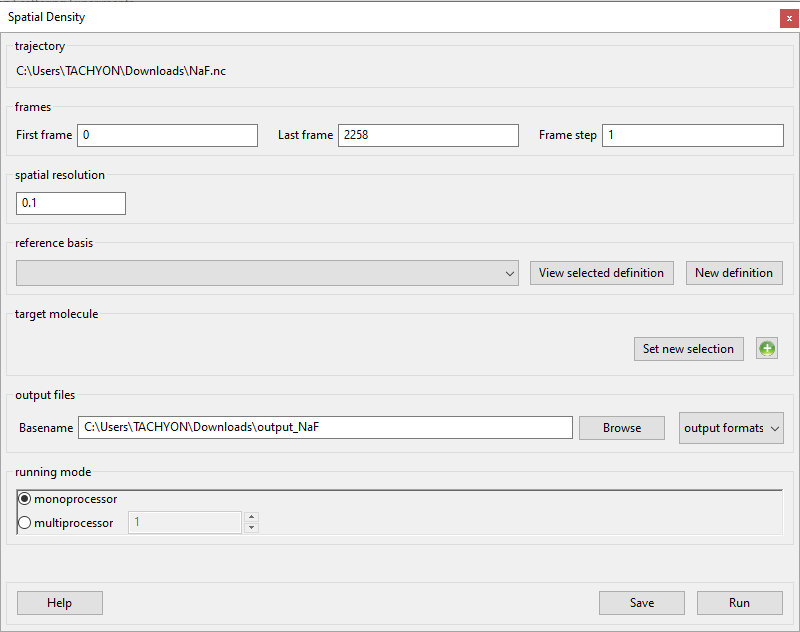 Spatial Density
x
trajectory
C:\Users\TACHYON\Downloads\NaF.nc
frames
First frame 0 Last frame 2258 Frame step 1
spatial resolution
0.1
reference basis
View selected definition New definition
target molecule
Set new selection
output files
Basename C:\Users\TACHYON\Downloads\output_NaF Browse output formats
running mode
monoprocessor
multiprocessor 1
Help Save Run